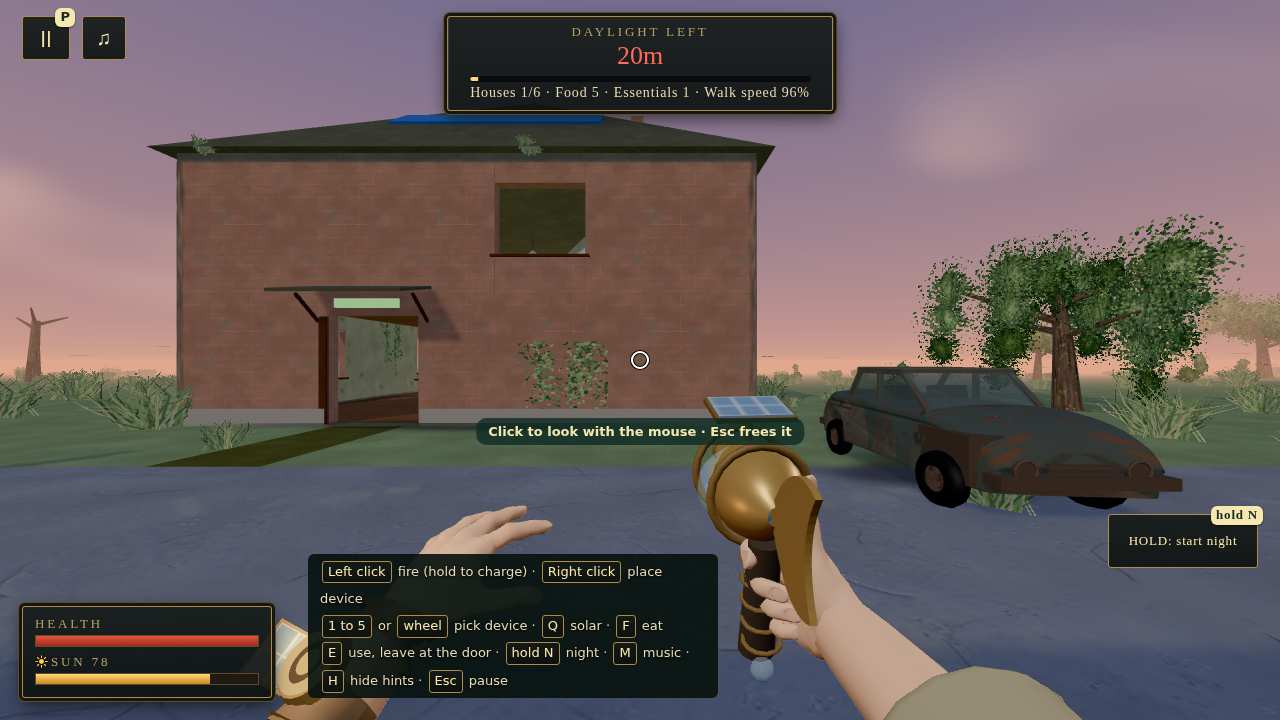 P
DAYLIGHT LEFT
20m
Houses 1/6 · Food 5 · Essentials 1 · Walk speed 96%
Click to look with the mouse · Esc frees it
hold N
HOLD: start night
Left click fire (hold to charge) · Right click place
device
1 to 5 or wheel pick device · Q solar · F eat
E use, leave at the door · hold N night · M music ·
H hide hints · Esc pause
HEALTH
SUN 78